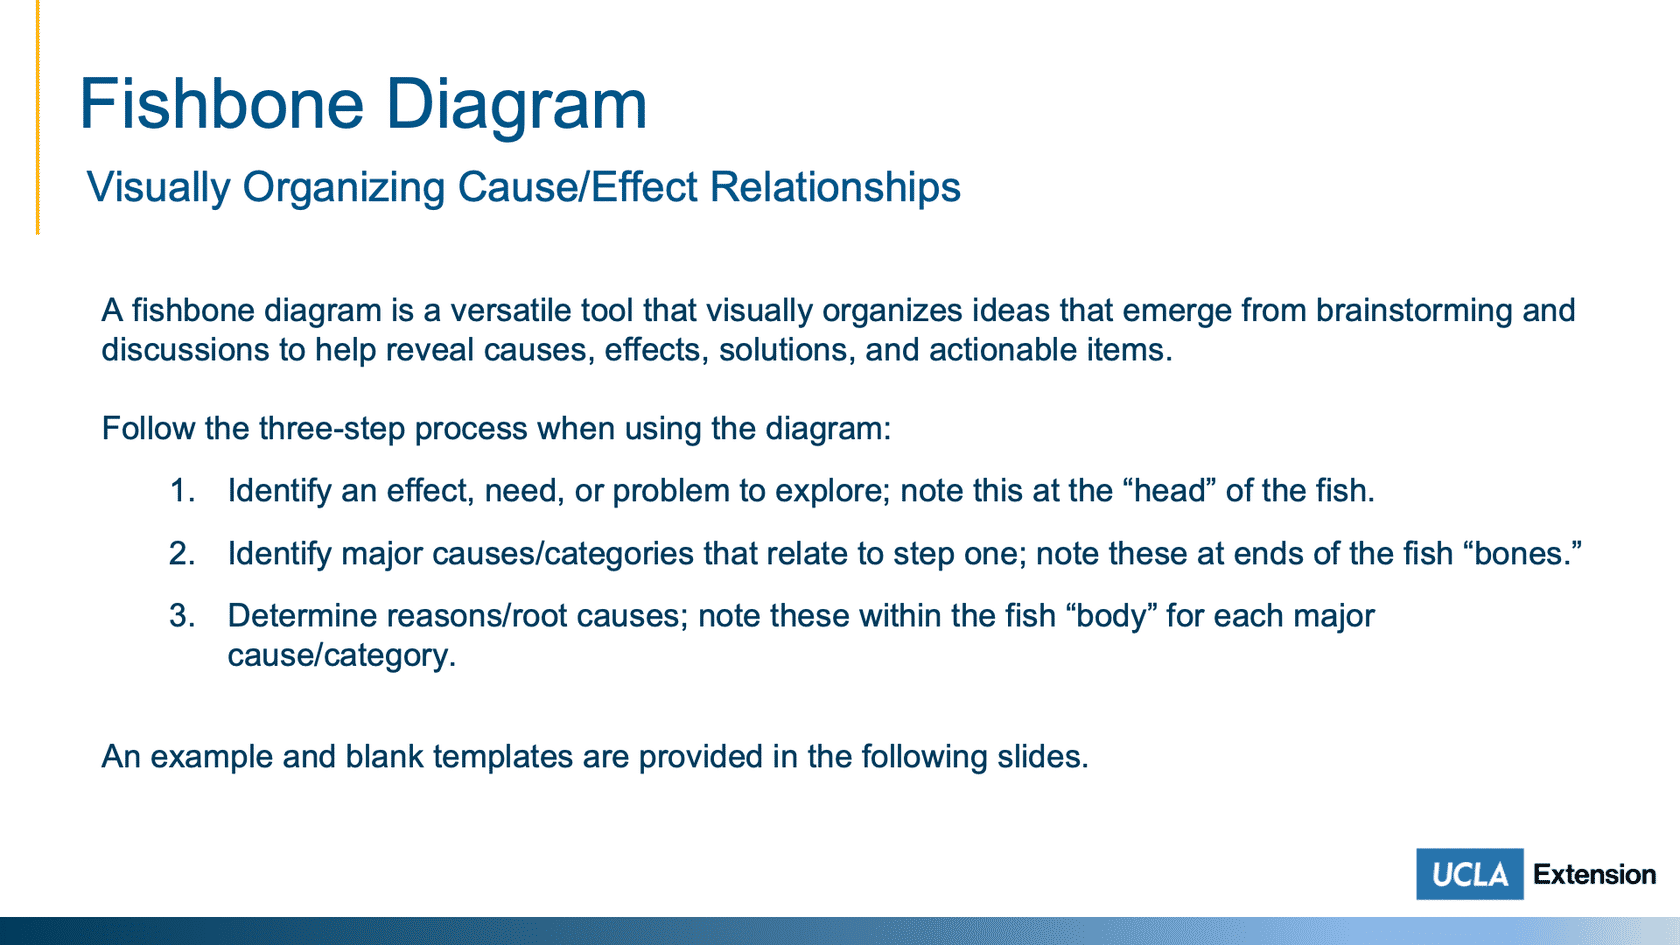 Fishbone Diagram
Visually Organizing Cause/Effect Relationships
A fishbone diagram is a versatile tool that visually organizes ideas that emerge from brainstorming and
discussions to help reveal causes, effects, solutions, and actionable items.
Follow the three-step process when using the diagram:
1. Identify an effect, need, or problem to explore; note this at the “head” of the fish.
2. Identify major causes/categories that relate to step one; note these at ends of the fish “bones.”
3. Determine reasons/root causes; note these within the fish “body” for each major
cause/category.
An example and blank templates are provided in the following slides.
UCLA Extension